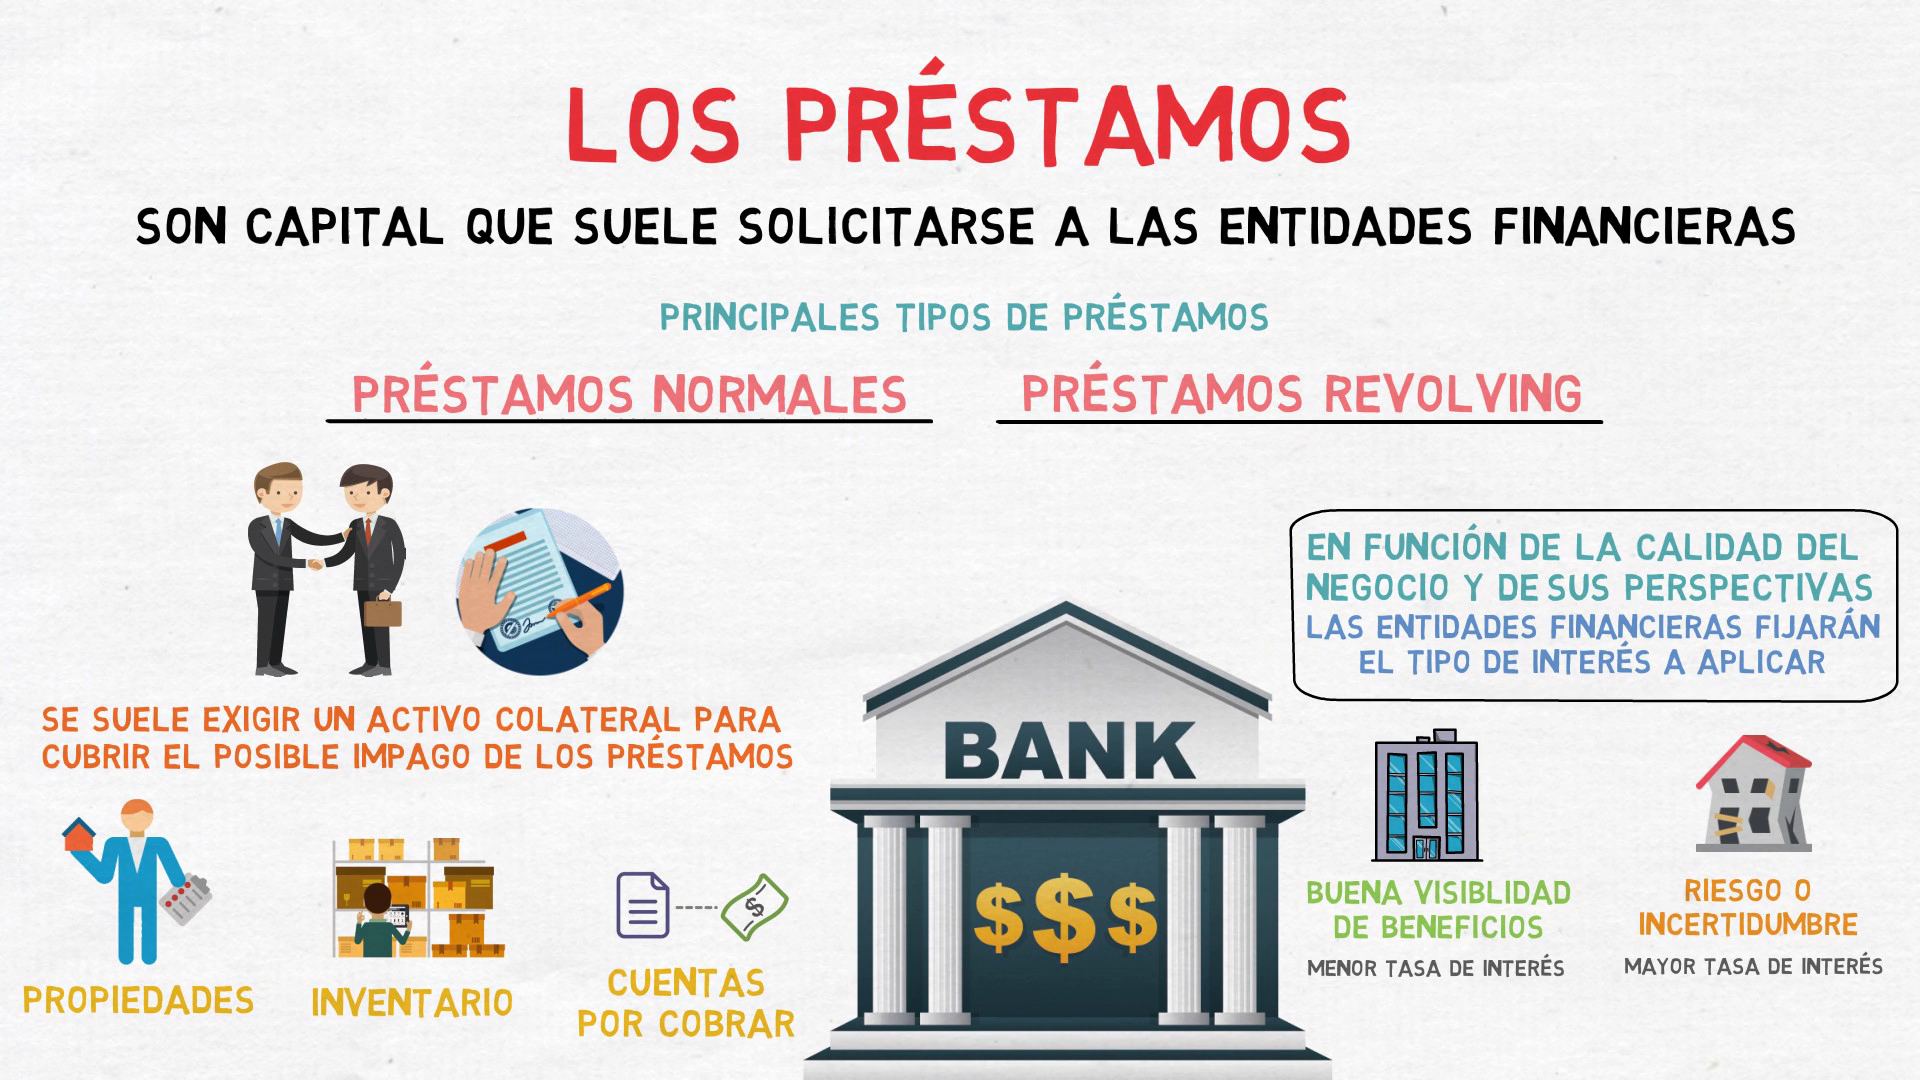 LOS PRÉSTAMOS
SON CAPITAL QUE SUELE SOLICITARSE A LAS ENTIDADES FINANCIERAS
PRINCIPALES TIPOS DE PRÉSTAMOS
PRÉSTAMOS NORMALES
PRÉSTAMOS REVOLVING
SE SUELE EXIGIR UN ACTIVO COLATERAL PARA
CUBRIR EL POSIBLE IMPAGO DE LOS PRÉSTAMOS
PROPIEDADES
INVENTARIO
CUENTAS
POR COBRAR
BANK
$$$
EN FUNCIÓN DE LA CALIDAD DEL
NEGOCIO Y DE SUS PERSPECTIVAS
LAS ENTIDADES FINANCIERAS FIJARÁN
EL TIPO DE INTERÉS A APLICAR
BUENA VISIBLIDAD
DE BENEFICIOS
MENOR TASA DE INTERÉS
RIESGO O
INCERTIDUMBRE
MAYOR TASA DE INTERÉS